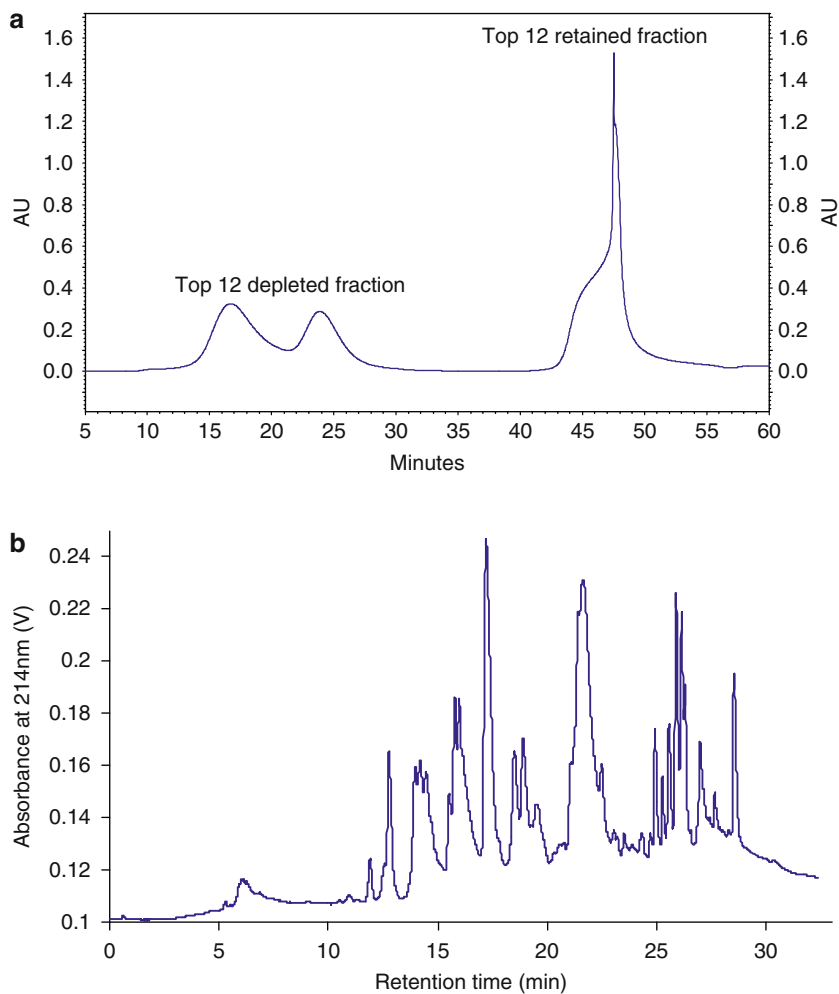 a
Top 12 retained fraction
Top 12 depleted fraction
AU
1.6
1.4
1.2
1.0
0.8
0.6
0.4
0.2
0.0
1.6
1.4
1.2
1.0
0.8
0.6
0.4
0.2
0.0
AU
5 10 15 20 25 30 35 40 45 50 55 60
Minutes
b
Absorbance at 214nm (V)
0.24
0.22
0.2
0.18
0.16
0.14
0.12
0.1
0 5 10 15 20 25 30
Retention time (min)